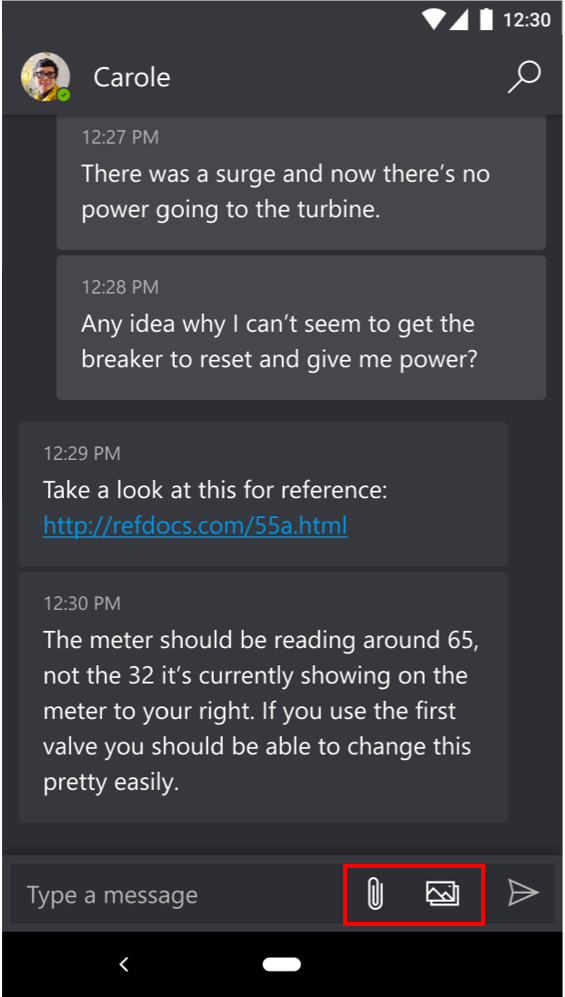 12:30
Carole
12:27 PM
There was a surge and now there’s no
power going to the turbine.
12:28 PM
Any idea why I can’t seem to get the
breaker to reset and give me power?
12:29 PM
Take a look at this for reference:
http://refdocs.com/55a.html
12:30 PM
The meter should be reading around 65,
not the 32 it’s currently showing on the
meter to your right. If you use the first
valve you should be able to change this
pretty easily.
Type a message